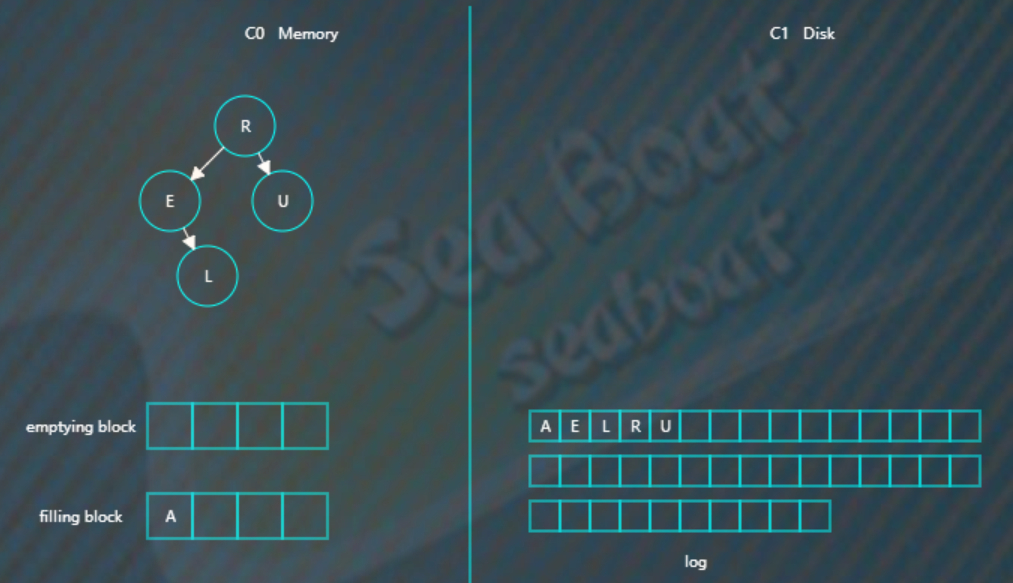 C0 Memory
C1 Disk
Sea Boat
seaboat
R
E U
L
emptying block
A E L R U
filling block A
log